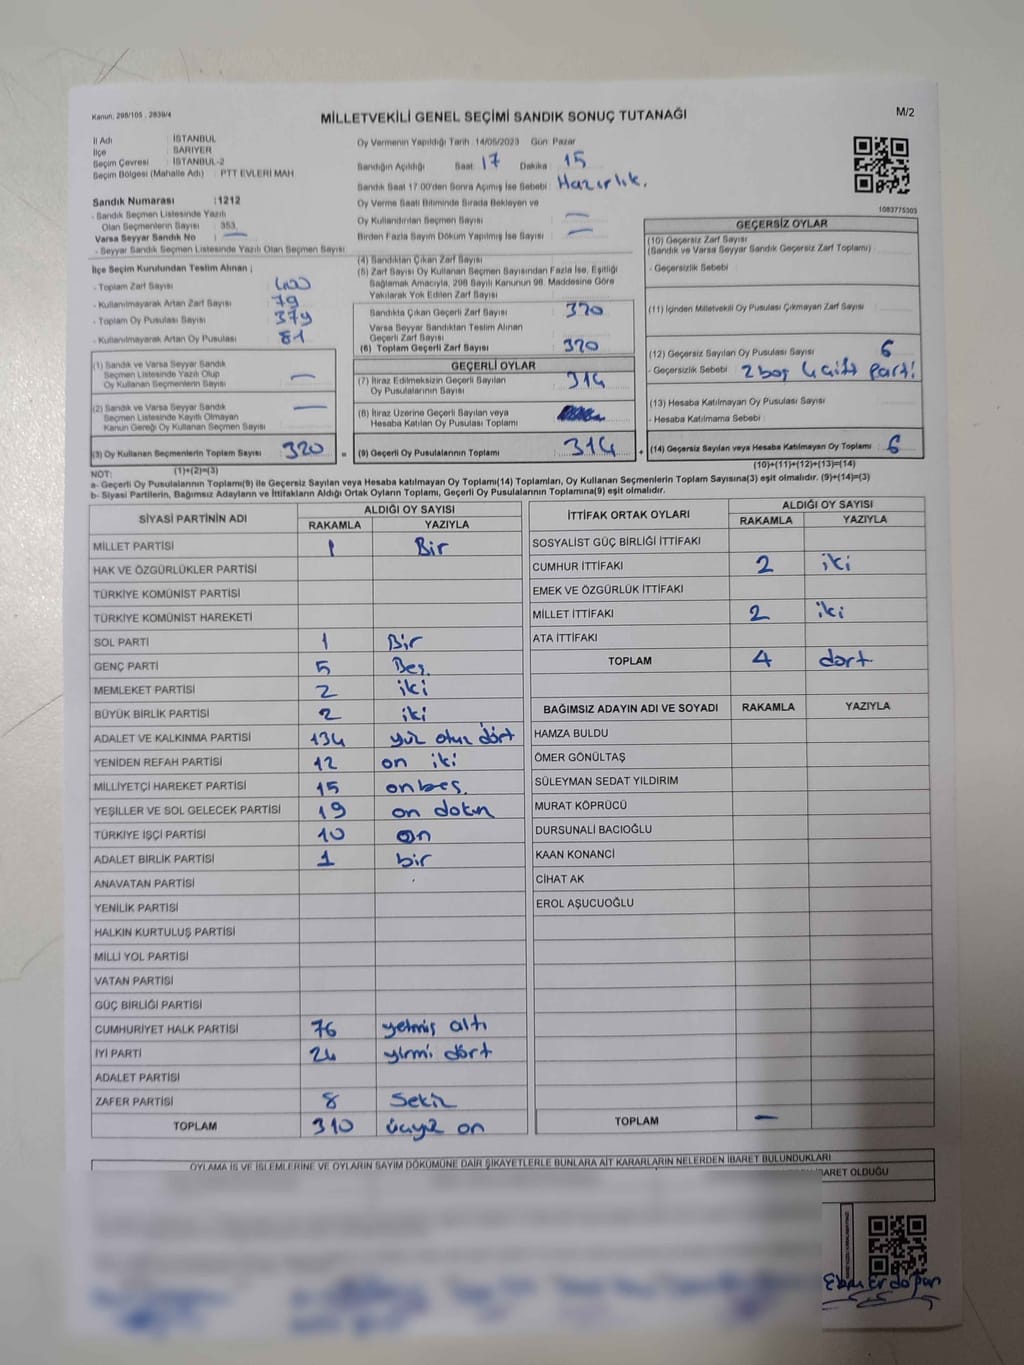 Kanun, 298/105 , 2839/4
MİLLETVEKİLİ GENEL SEÇİMİ SANDIK SONUÇ TUTANAĞI
M/2
İl Adı : İSTANBUL
İlçe : SARIYER
Seçim Çevresi : İSTANBUL-2
Seçim Bölgesi (Mahalle Adı) : PTT EVLERİ MAH
Oy Vermenin Yapıldığı Tarih : 14/05/2023 Gün: Pazar
Sandığın Açıldığı Saat 17 Dakika 15
Sandık Saat 17.00'den Sonra Açılmış İse Sebebi : Hazırlık.
Oy Verme Saati Bitiminde Sırada Bekleyen ve
Oy Kullandırılan Seçmen Sayısı : —
Birden Fazla Sayım Döküm Yapılmış İse Sayısı : —
1083775303
Sandık Numarası : 1212
- Sandık Seçmen Listesinde Yazılı
Olan Seçmenlerin Sayısı : 353
Varsa Seyyar Sandık No : —
- Seyyar Sandık Seçmen Listesinde Yazılı Olan Seçmen Sayısı :
İlçe Seçim Kurulundan Teslim Alınan ;
- Toplam Zarf Sayısı : 400
- Kullanılmayarak Artan Zarf Sayısı : 79
- Toplam Oy Pusulası Sayısı : 379
- Kullanılmayarak Artan Oy Pusulası : 81
(4) Sandıktan Çıkan Zarf Sayısı :
(5) Zarf Sayısı Oy Kullanan Seçmen Sayısından Fazla İse, Eşitliği
Sağlamak Amacıyla, 298 Sayılı Kanunun 98. Maddesine Göre
Yakılarak Yok Edilen Zarf Sayısı
Sandıkta Çıkan Geçerli Zarf Sayısı : 320
Varsa Seyyar Sandıktan Teslim Alınan
Geçerli Zarf Sayısı :
(6) Toplam Geçerli Zarf Sayısı : 320
GEÇERSİZ OYLAR
(10) Geçersiz Zarf Sayısı
(Sandık ve Varsa Seyyar Sandık Geçersiz Zarf Toplamı) :
- Geçersizlik Sebebi :
(11) İçinden Milletvekili Oy Pusulası Çıkmayan Zarf Sayısı :
(12) Geçersiz Sayılan Oy Pusulası Sayısı : 6
- Geçersizlik Sebebi : 2 boş 4 çift parti
(13) Hesaba Katılmayan Oy Pusulası Sayısı :
- Hesaba Katılmama Sebebi :
(14) Geçersiz Sayılan veya Hesaba Katılmayan Oy Toplamı : 6
(10)+(11)+(12)+(13)=(14)
(1) Sandık ve Varsa Seyyar Sandık
Seçmen Listesinde Yazılı Olup
Oy Kullanan Seçmenlerin Sayısı : —
(2) Sandık ve Varsa Seyyar Sandık
Seçmen Listesinde Kayıtlı Olmayan
Kanun Gereği Oy Kullanan Seçmen Sayısı : —
(3) Oy Kullanan Seçmenlerin Toplam Sayısı : 320
(1)+(2)=(3)
GEÇERLİ OYLAR
(7) İtiraz Edilmeksizin Geçerli Sayılan
Oy Pusulalarının Sayısı : 314
(8) İtiraz Üzerine Geçerli Sayılan veya
Hesaba Katılan Oy Pusulası Toplamı :
(9) Geçerli Oy Pusulalarının Toplamı : 314
NOT:
a- Geçerli Oy Pusulalarının Toplamı(9) ile Geçersiz Sayılan veya Hesaba katılmayan Oy Toplamı(14) Toplamları, Oy Kullanan Seçmenlerin Toplam Sayısına(3) eşit olmalıdır. (9)+(14)=(3)
b- Siyasi Partilerin, Bağımsız Adayların ve İttifakların Aldığı Ortak Oyların Toplamı, Geçerli Oy Pusulalarının Toplamına(9) eşit olmalıdır.
SİYASİ PARTİNİN ADI
ALDIĞI OY SAYISI
RAKAMLA YAZIYLA
MİLLET PARTİSİ 1 Bir
HAK VE ÖZGÜRLÜKLER PARTİSİ
TÜRKİYE KOMÜNİST PARTİSİ
TÜRKİYE KOMÜNİST HAREKETİ
SOL PARTİ 1 Bir
GENÇ PARTİ 5 Beş
MEMLEKET PARTİSİ 2 iki
BÜYÜK BİRLİK PARTİSİ 2 iki
ADALET VE KALKINMA PARTİSİ 134 yüz otuz dört
YENİDEN REFAH PARTİSİ 12 on iki
MİLLİYETÇİ HAREKET PARTİSİ 15 onbeş
YEŞİLLER VE SOL GELECEK PARTİSİ 19 on dokuz
TÜRKİYE İŞÇİ PARTİSİ 10 on
ADALET BİRLİK PARTİSİ 1 bir
ANAVATAN PARTİSİ
YENİLİK PARTİSİ
HALKIN KURTULUŞ PARTİSİ
MİLLİ YOL PARTİSİ
VATAN PARTİSİ
GÜÇ BİRLİĞİ PARTİSİ
CUMHURİYET HALK PARTİSİ 76 yetmiş altı
İYİ PARTİ 24 yirmi dört
ADALET PARTİSİ
ZAFER PARTİSİ 8 Sekiz
TOPLAM 310 üçyüz on
İTTİFAK ORTAK OYLARI
ALDIĞI OY SAYISI
RAKAMLA YAZIYLA
SOSYALİST GÜÇ BİRLİĞİ İTTİFAKI
CUMHUR İTTİFAKI 2 iki
EMEK VE ÖZGÜRLÜK İTTİFAKI
MİLLET İTTİFAKI 2 iki
ATA İTTİFAKI
TOPLAM 4 dört
BAĞIMSIZ ADAYIN ADI VE SOYADI RAKAMLA YAZIYLA
HAMZA BULDU
ÖMER GÖNÜLTAŞ
SÜLEYMAN SEDAT YILDIRIM
MURAT KÖPRÜCÜ
DURSUNALİ BACIOĞLU
KAAN KONANCİ
CİHAT AK
EROL AŞUCUOĞLU
TOPLAM —
OYLAMA İŞ VE İŞLEMLERİNE VE OYLARIN SAYIM DÖKÜMÜNE DAİR ŞİKAYETLERLE BUNLARA AİT KARARLARIN NELERDEN İBARET BULUNDUKLARI
İBARET OLDUĞU